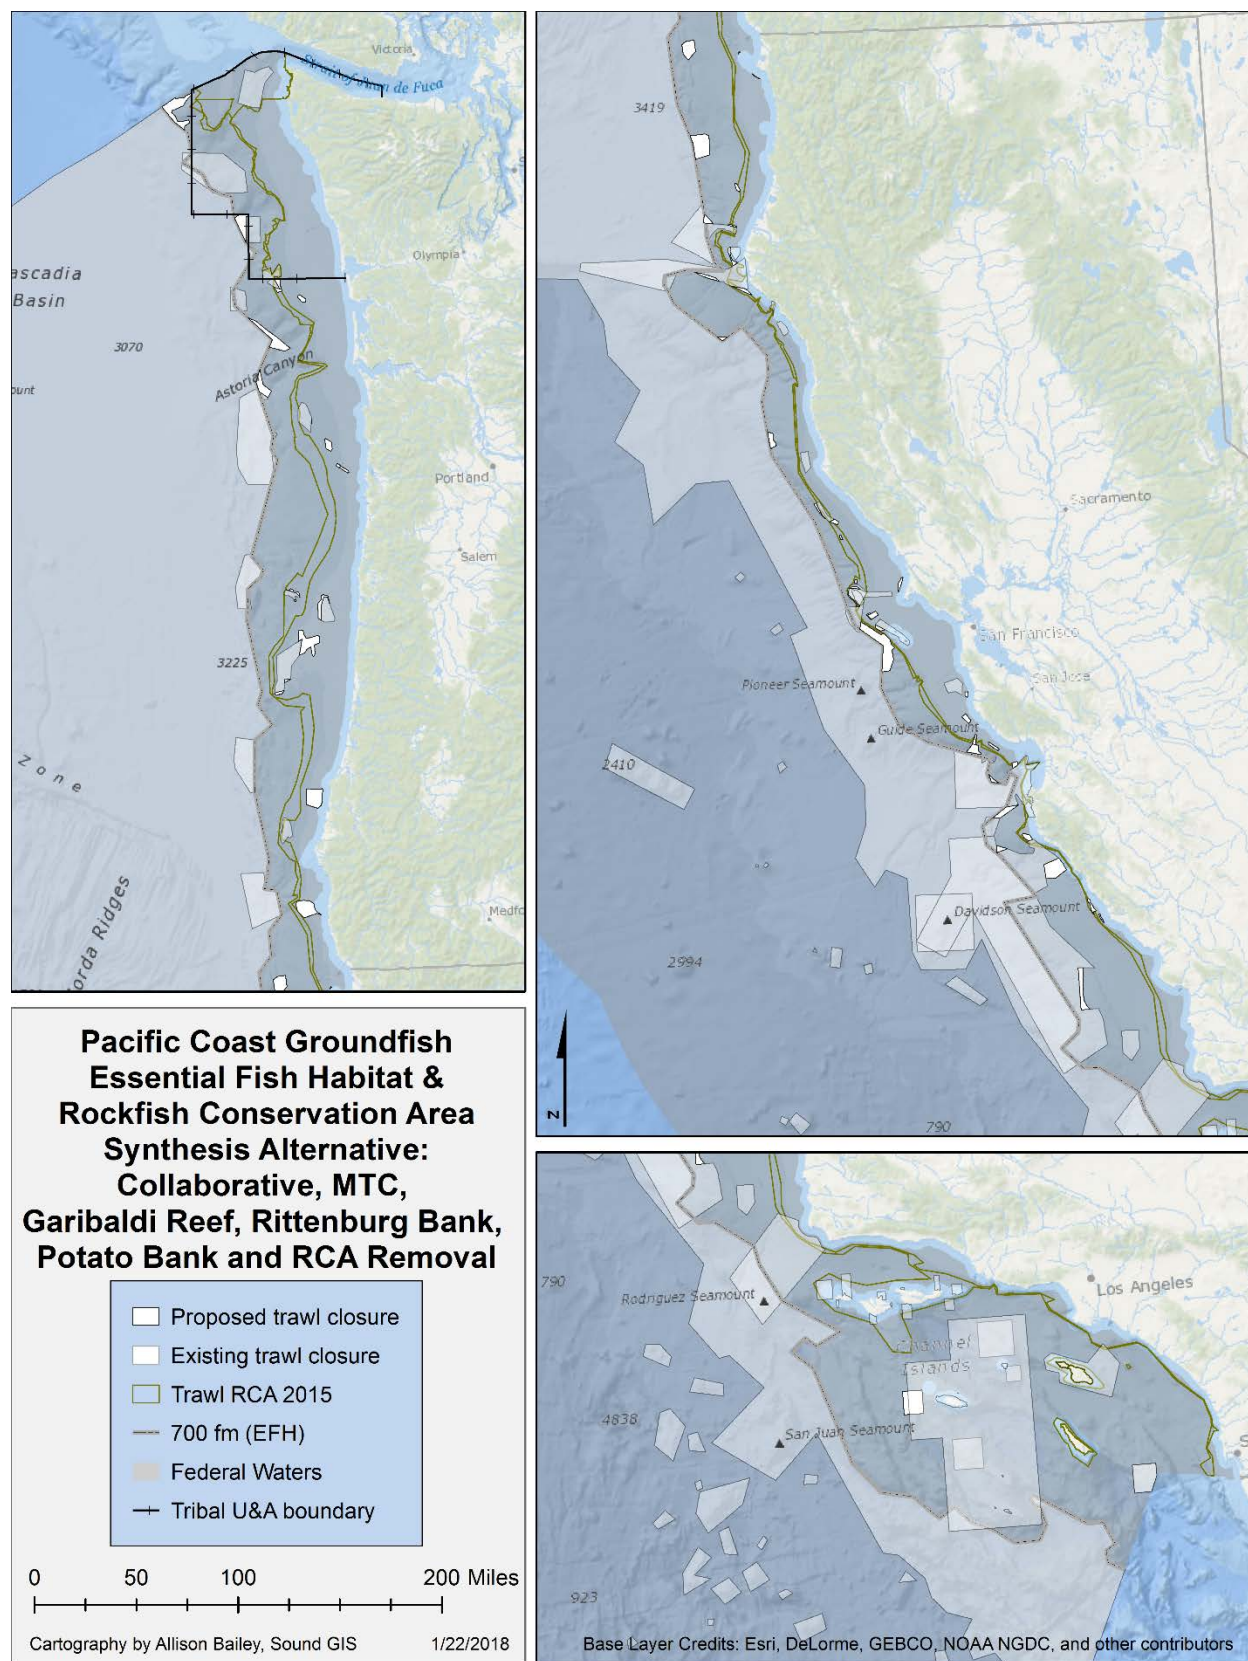 Victoria
Strait of Juan de Fuca
Olympia
ascadia
Basin
3070
ount
Astoria Canyon
Portland
Salem
3225
Zone
orda Ridges
Medfo
3419
Sacramento
San Francisco
San Jose
Pioneer Seamount
Guide Seamount
2410
Davidson Seamount
2994
790
N
Pacific Coast Groundfish
Essential Fish Habitat &
Rockfish Conservation Area
Synthesis Alternative:
Collaborative, MTC,
Garibaldi Reef, Rittenburg Bank,
Potato Bank and RCA Removal
Proposed trawl closure
Existing trawl closure
Trawl RCA 2015
700 fm (EFH)
Federal Waters
Tribal U&A boundary
0 50 100 200 Miles
Cartography by Allison Bailey, Sound GIS 1/22/2018
790
Rodriguez Seamount
Los Angeles
Channel
Islands
4838
San Juan Seamount
S
923
Base Layer Credits: Esri, DeLorme, GEBCO, NOAA NGDC, and other contributors